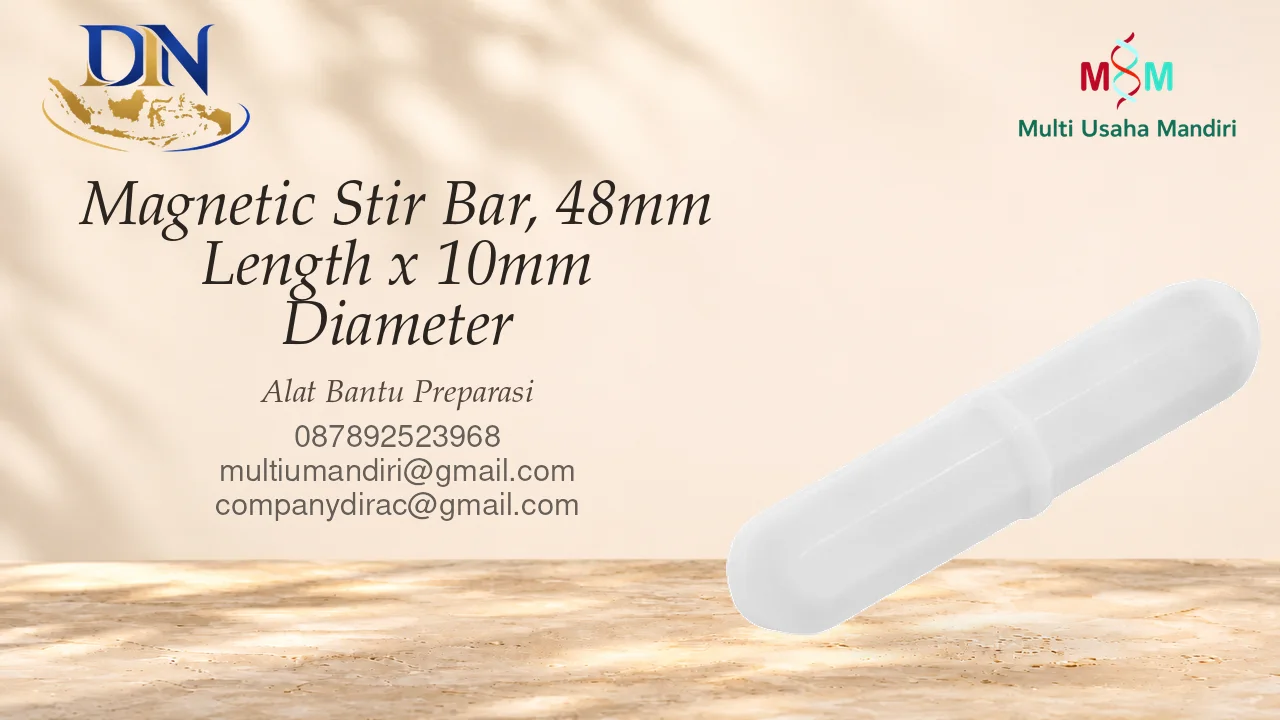 DIN
M M
Multi Usaha Mandiri
Magnetic Stir Bar, 48mm
Length x 10mm
Diameter
Alat Bantu Preparasi
087892523968
multiumandiri@gmail.com
companydirac@gmail.com